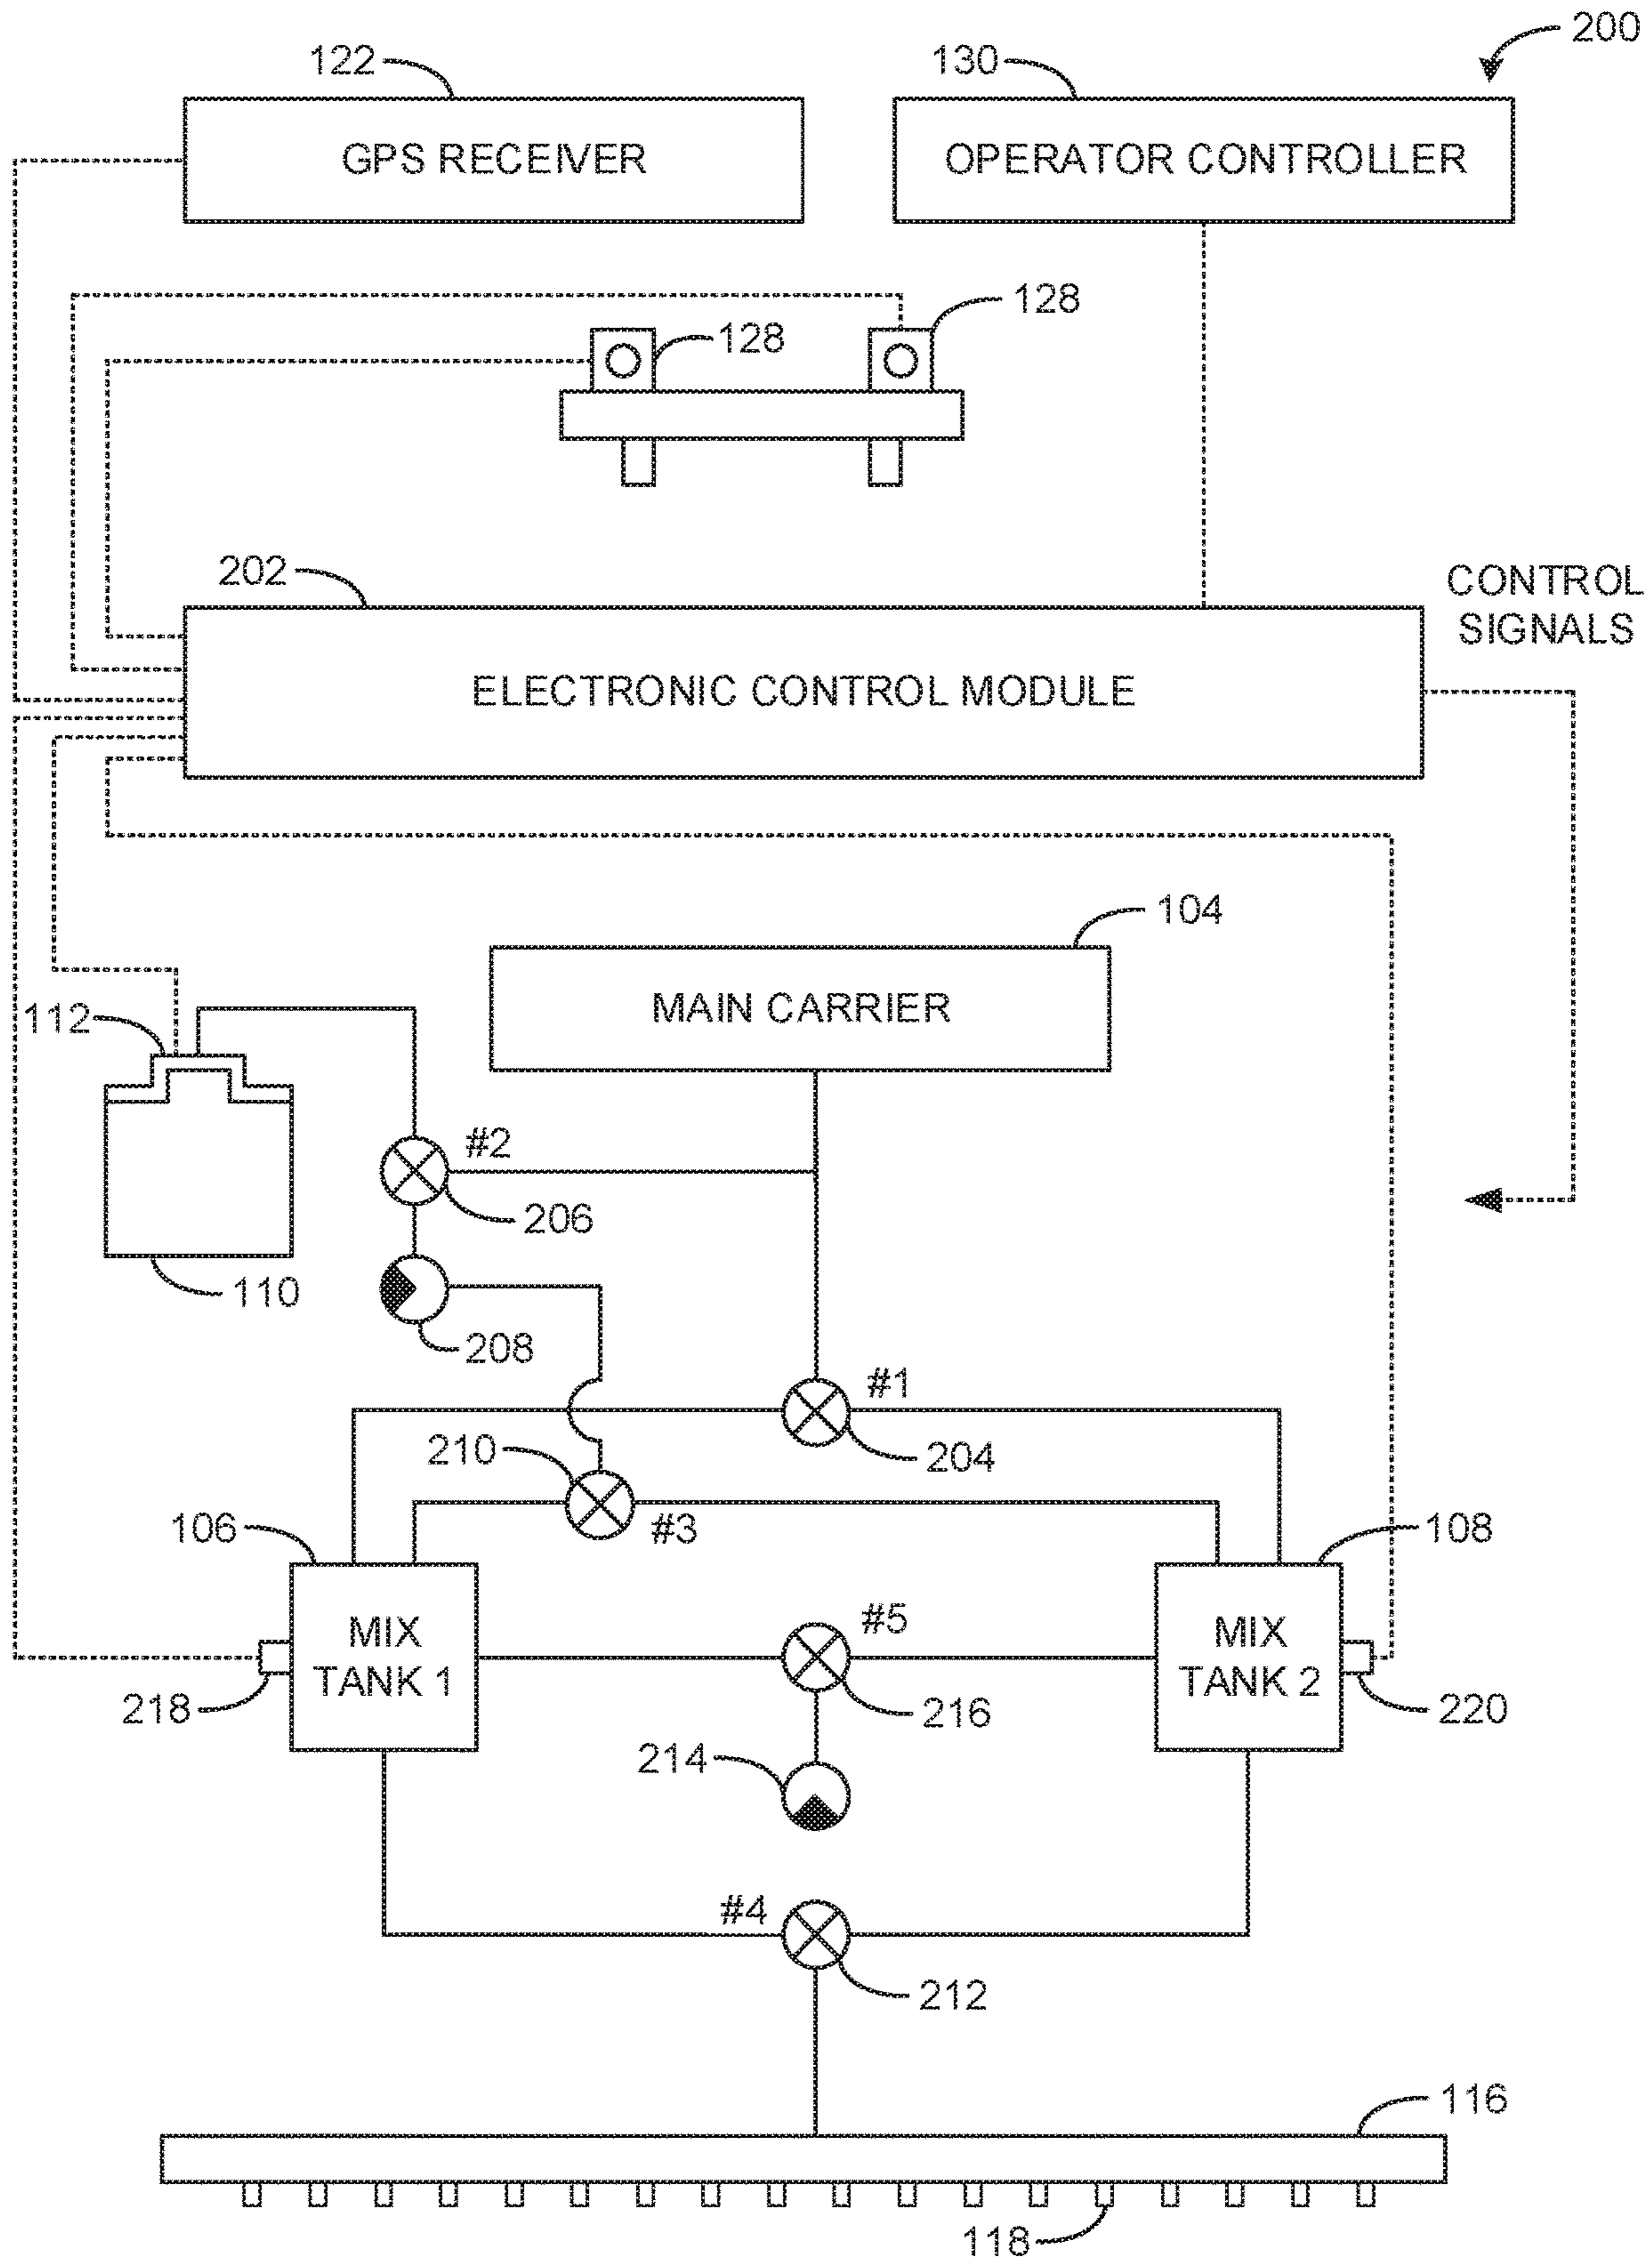 200
122
130
GPS RECEIVER
OPERATOR CONTROLLER
128
128
202
CONTROL
SIGNALS
ELECTRONIC CONTROL MODULE
104
MAIN CARRIER
112
#2
206
110
208
#1
210
204
106
#3
108
MIX
TANK 1
#5
MIX
TANK 2
218
216
220
214
#4
212
116
118